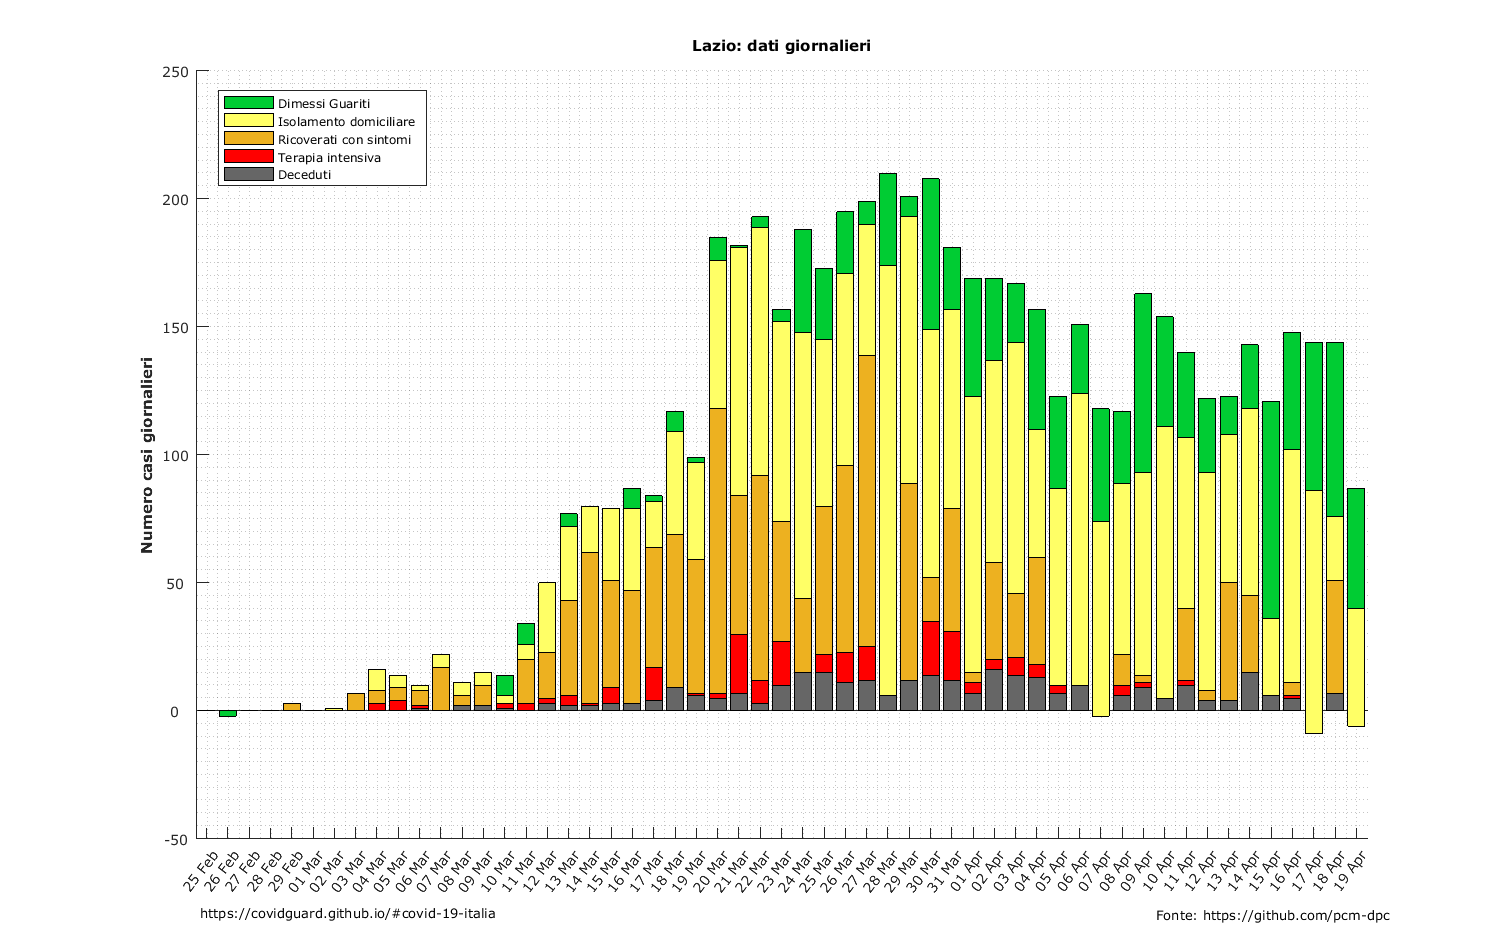 Lazio: dati giornalieri
250
200
150
100
50
0
-50
Numero casi giornalieri
Dimessi Guariti
Isolamento domiciliare
Ricoverati con sintomi
Terapia intensiva
Deceduti
25 Feb
26 Feb
27 Feb
28 Feb
29 Feb
01 Mar
02 Mar
03 Mar
04 Mar
05 Mar
06 Mar
07 Mar
08 Mar
09 Mar
10 Mar
11 Mar
12 Mar
13 Mar
14 Mar
15 Mar
16 Mar
17 Mar
18 Mar
19 Mar
20 Mar
21 Mar
22 Mar
23 Mar
24 Mar
25 Mar
26 Mar
27 Mar
28 Mar
29 Mar
30 Mar
31 Mar
01 Apr
02 Apr
03 Apr
04 Apr
05 Apr
06 Apr
07 Apr
08 Apr
09 Apr
10 Apr
11 Apr
12 Apr
13 Apr
14 Apr
15 Apr
16 Apr
17 Apr
18 Apr
19 Apr
https://covidguard.github.io/#covid-19-italia
Fonte: https://github.com/pcm-dpc